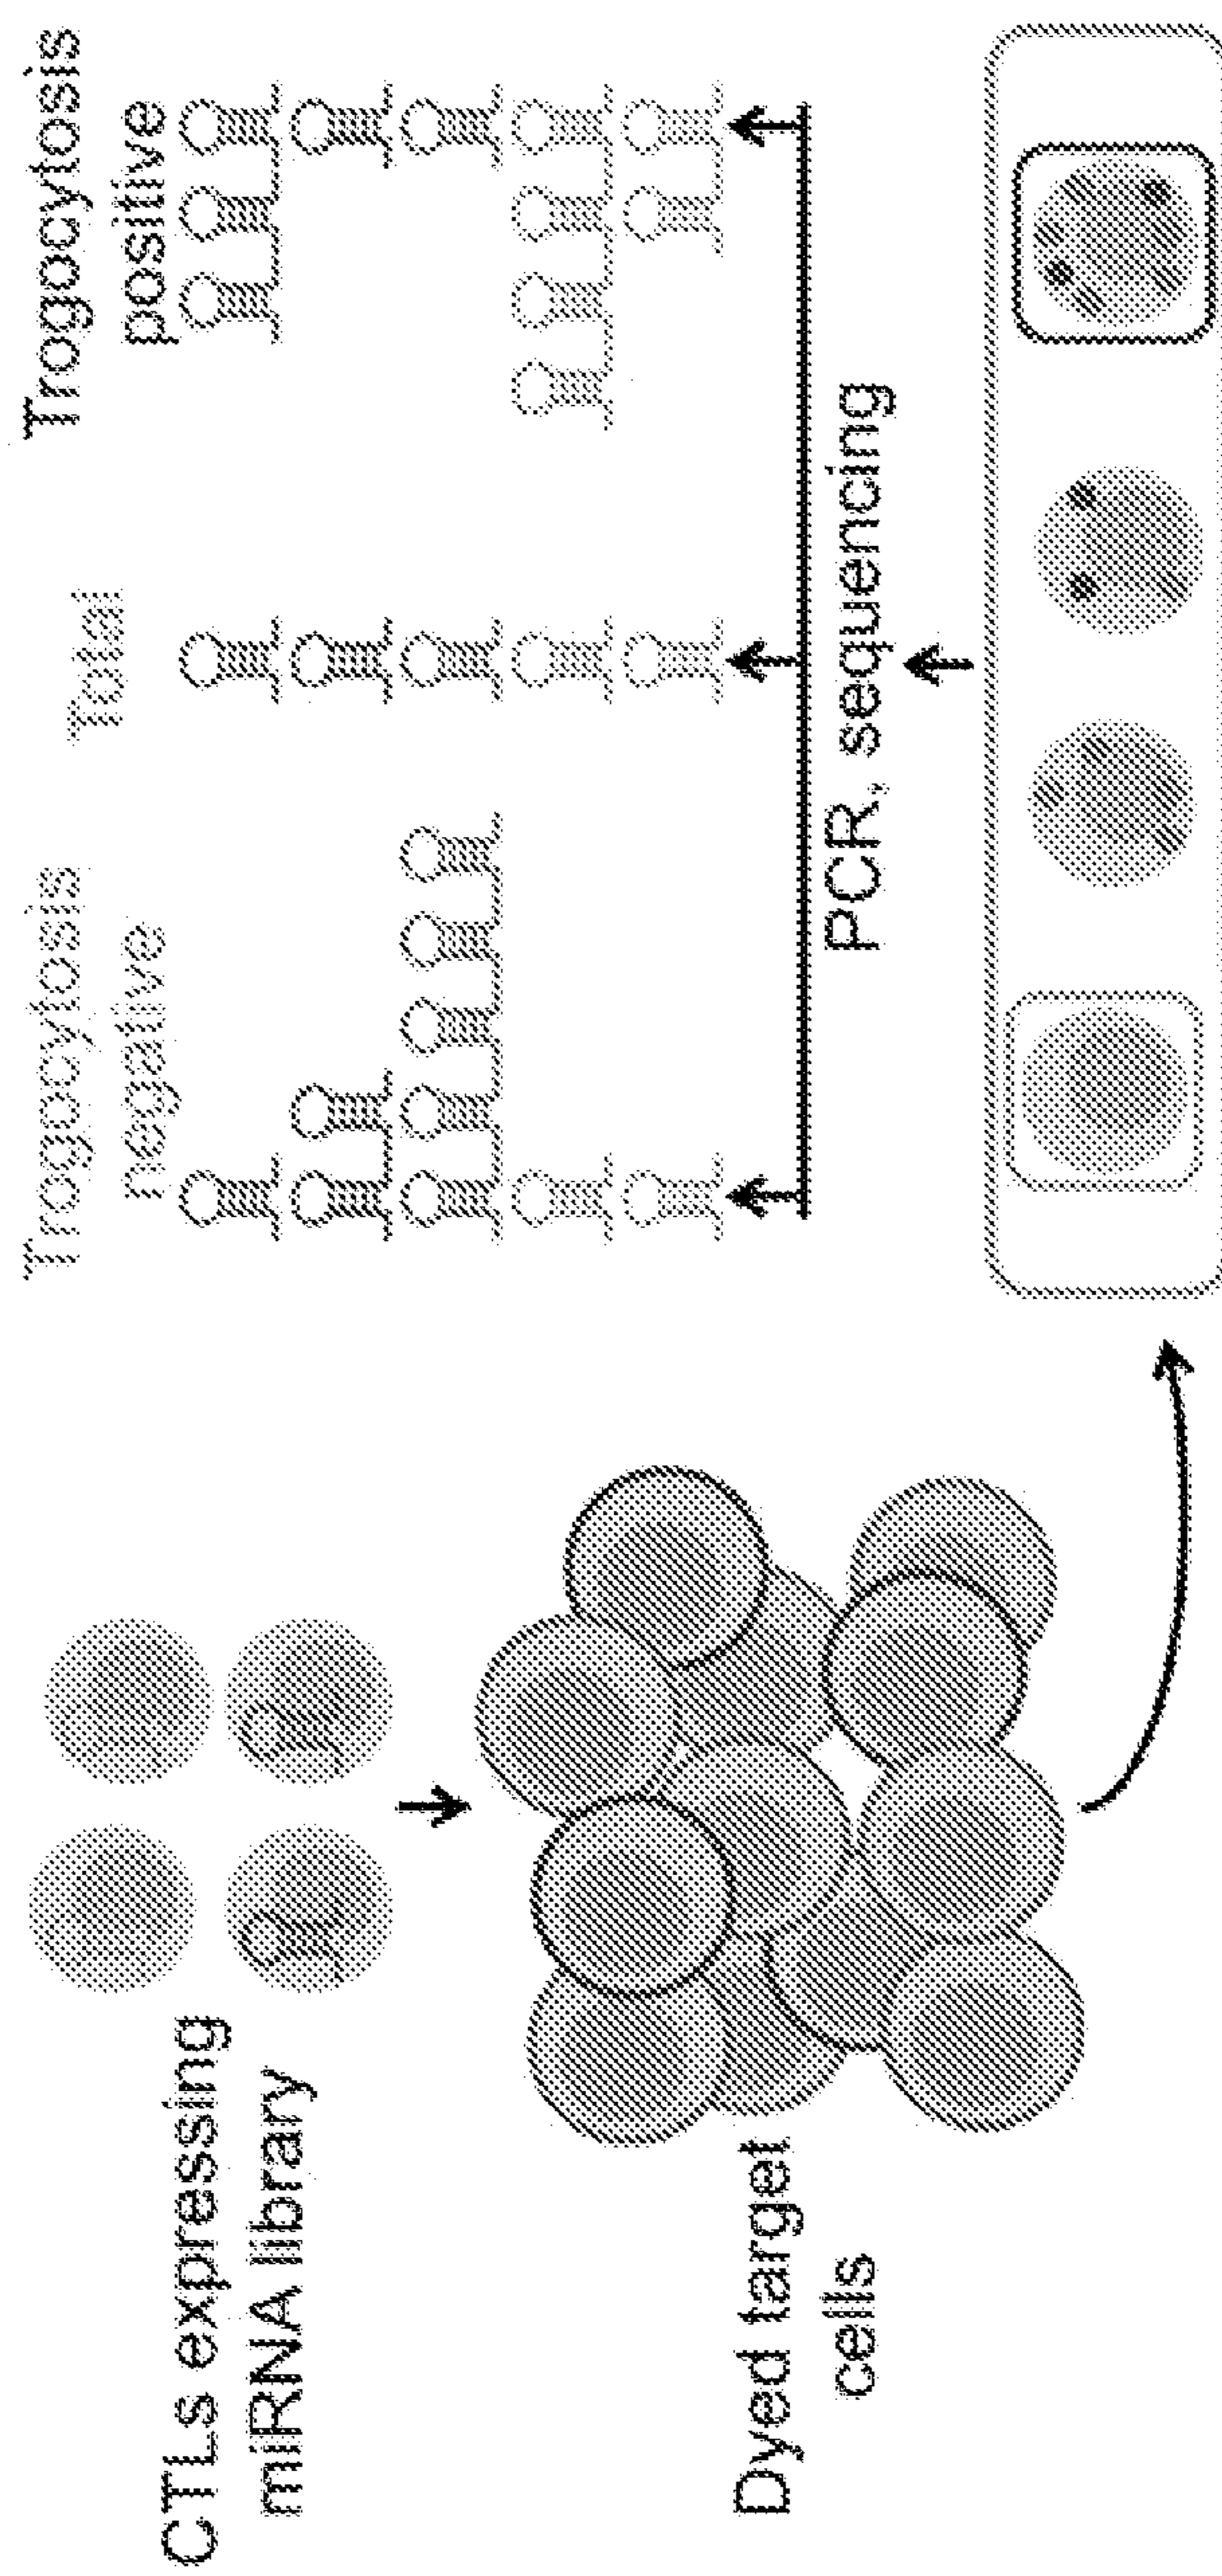 CTLs expressing
miRNA library
Dyed target
cells
Trogocytosis
negative
Total
Trogocytosis
positive
PCR, sequencing